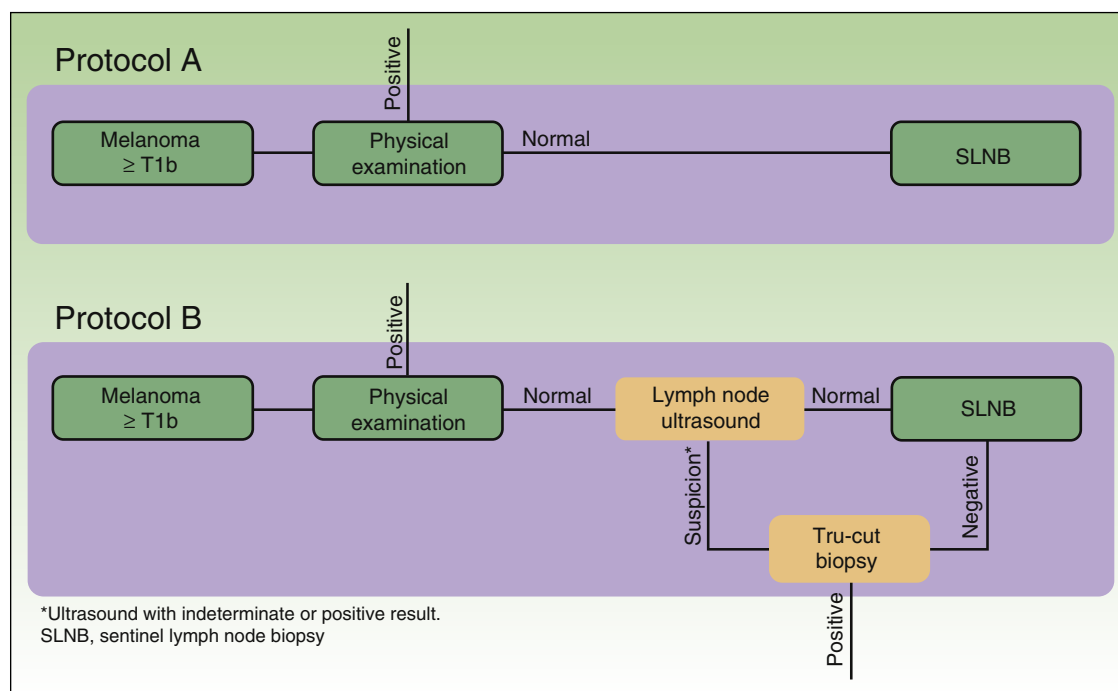 Protocol A
Positive
Melanoma
≥ T1b
Physical
examination
Normal
SLNB
Protocol B
Positive
Melanoma
≥ T1b
Physical
examination
Normal
Lymph node
ultrasound
Normal
SLNB
Suspicion*
Negative
Tru-cut
biopsy
Positive
*Ultrasound with indeterminate or positive result.
SLNB, sentinel lymph node biopsy